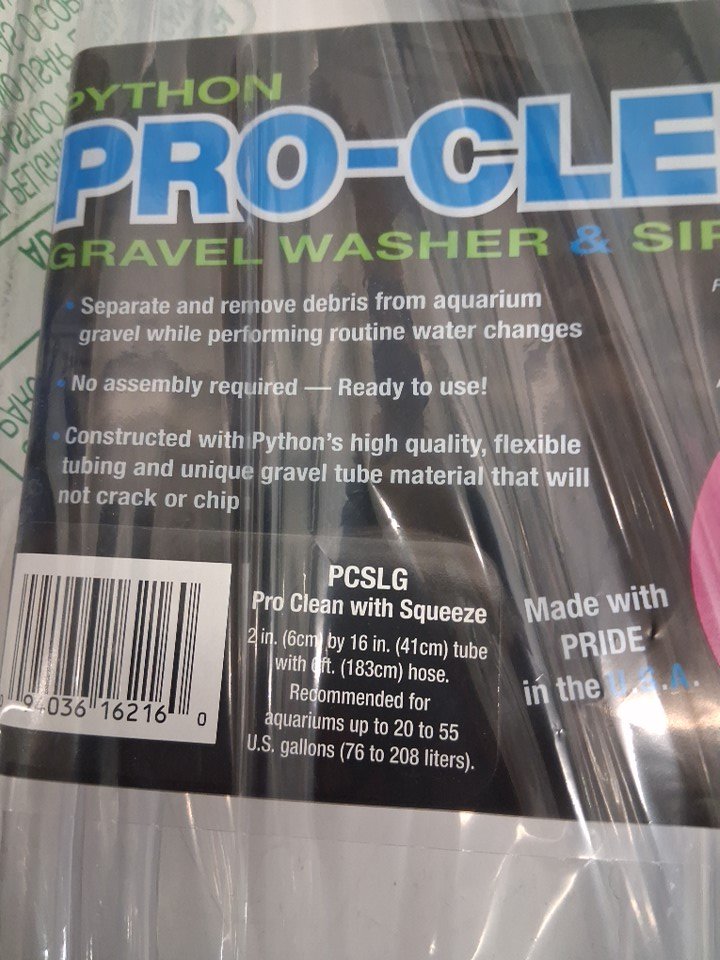 PYTHON
PRO-CLE
GRAVEL WASHER & SIP
• Separate and remove debris from aquarium
gravel while performing routine water changes
• No assembly required — Ready to use!
• Constructed with Python's high quality, flexible
tubing and unique gravel tube material that will
not crack or chip
PCSLG
Pro Clean with Squeeze
2 in. (6cm) by 16 in. (41cm) tube
with 6ft. (183cm) hose.
Recommended for
aquariums up to 20 to 55
U.S. gallons (76 to 208 liters).
Made with
PRIDE
in the U.S.A.
94036 16216 0